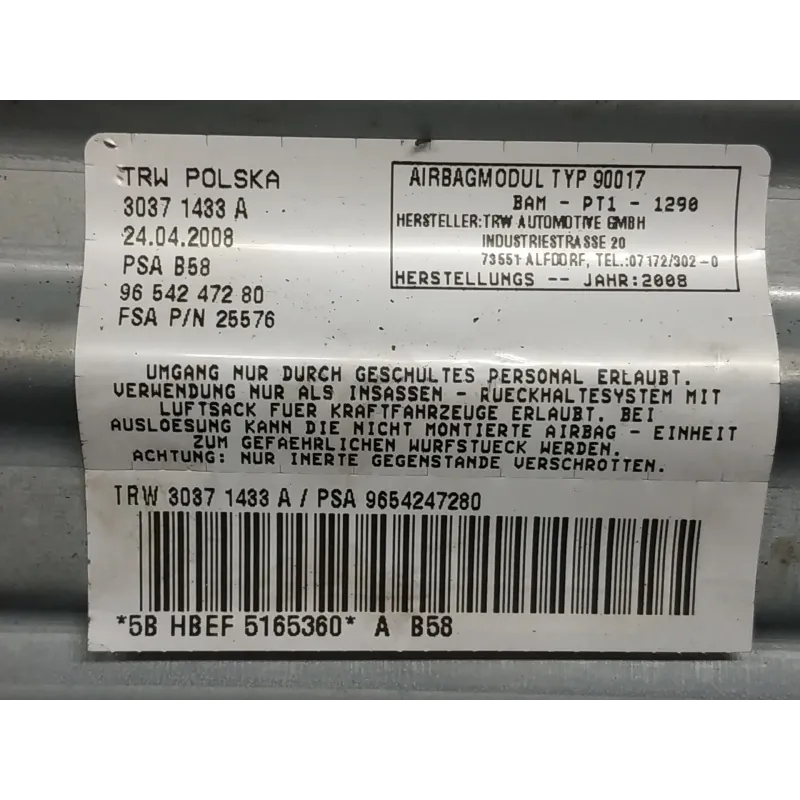 TRW POLSKA
3037 1433 A
24.04.2008
PSA B58
96 542 472 80
FSA P/N 25576
AIRBAGMODUL TYP 90017
BAM - PT1 - 1290
HERSTELLER:TRW AUTOMOTIVE GMBH
INDUSTRIESTRASSE 20
73551 ALFDORF, TEL.:07172/302-0
HERSTELLUNGS -- JAHR:2008
UMGANG NUR DURCH GESCHULTES PERSONAL ERLAUBT.
VERWENDUNG NUR ALS INSASSEN - RUECKHALTESYSTEM MIT
LUFTSACK FUER KRAFTFAHRZEUGE ERLAUBT. BEI
AUSLOESUNG KANN DIE NICHT MONTIERTE AIRBAG - EINHEIT
ZUM GEFAEHRLICHEN WURFSTUECK WERDEN.
ACHTUNG: NUR INERTE GEGENSTANDE VERSCHROTTEN.
TRW 3037 1433 A / PSA 9654247280
*5B HBEF 5165360* A B58